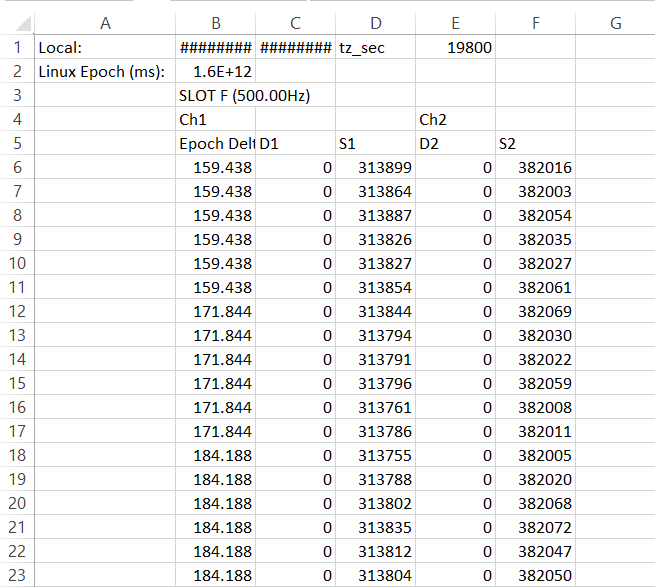 A B C D E F G
1 Local: ######## ######## tz_sec 19800
2 Linux Epoch (ms): 1.6E+12
3 SLOT F (500.00Hz)
4 Ch1 Ch2
5 Epoch Delt D1 S1 D2 S2
6 159.438 0 313899 0 382016
7 159.438 0 313864 0 382003
8 159.438 0 313887 0 382054
9 159.438 0 313826 0 382035
10 159.438 0 313827 0 382027
11 159.438 0 313854 0 382061
12 171.844 0 313844 0 382069
13 171.844 0 313794 0 382030
14 171.844 0 313791 0 382022
15 171.844 0 313796 0 382059
16 171.844 0 313761 0 382008
17 171.844 0 313786 0 382011
18 184.188 0 313755 0 382005
19 184.188 0 313788 0 382020
20 184.188 0 313802 0 382068
21 184.188 0 313835 0 382072
22 184.188 0 313812 0 382047
23 184.188 0 313804 0 382050